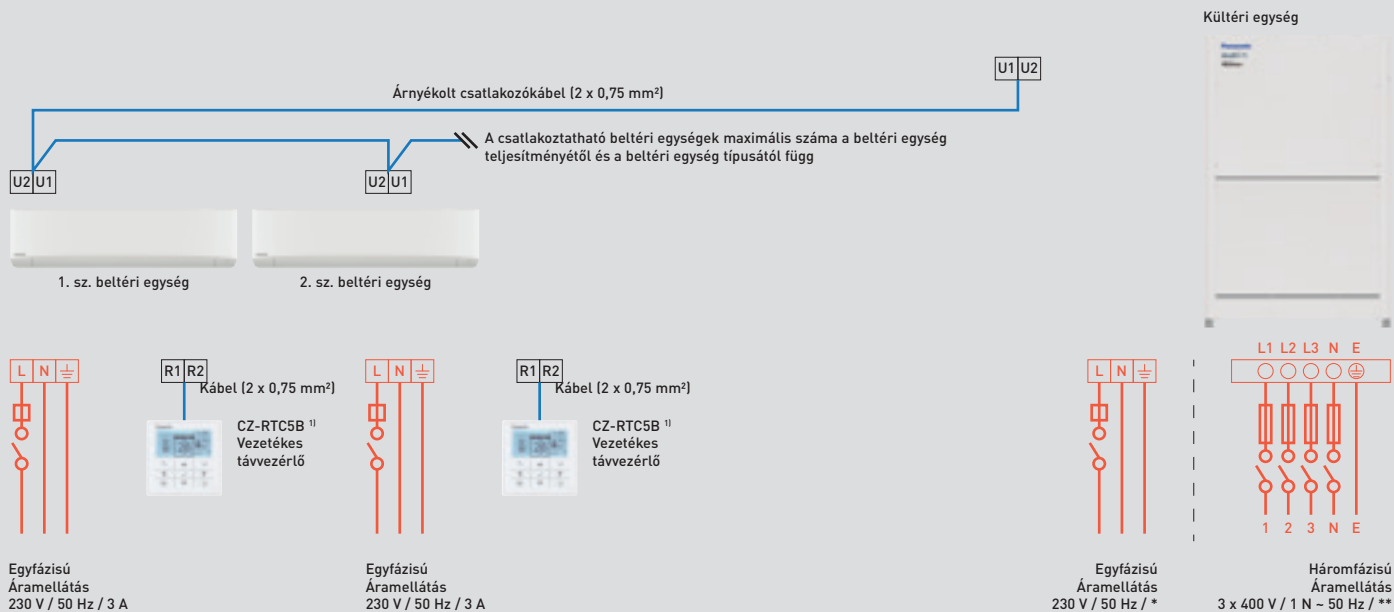 Kültéri egység
Panasonic
U1 U2
Árnyékolt csatlakozókábel (2 x 0,75 mm²)
A csatlakoztatható beltéri egységek maximális száma a beltéri egység
teljesítményétől és a beltéri egység típusától függ
U2 U1
U2 U1
1. sz. beltéri egység
2. sz. beltéri egység
L N
R1 R2
Kábel (2 x 0,75 mm²)
CZ-RTC5B ¹⁾
Vezetékes
távvezérlő
L N
R1 R2
Kábel (2 x 0,75 mm²)
CZ-RTC5B ¹⁾
Vezetékes
távvezérlő
L N
L1 L2 L3 N E
1 2 3 N E
Egyfázisú
Áramellátás
230 V / 50 Hz / 3 A
Egyfázisú
Áramellátás
230 V / 50 Hz / 3 A
Egyfázisú
Áramellátás
230 V / 50 Hz / *
Háromfázisú
Áramellátás
3 x 400 V / 1 N ~ 50 Hz / **